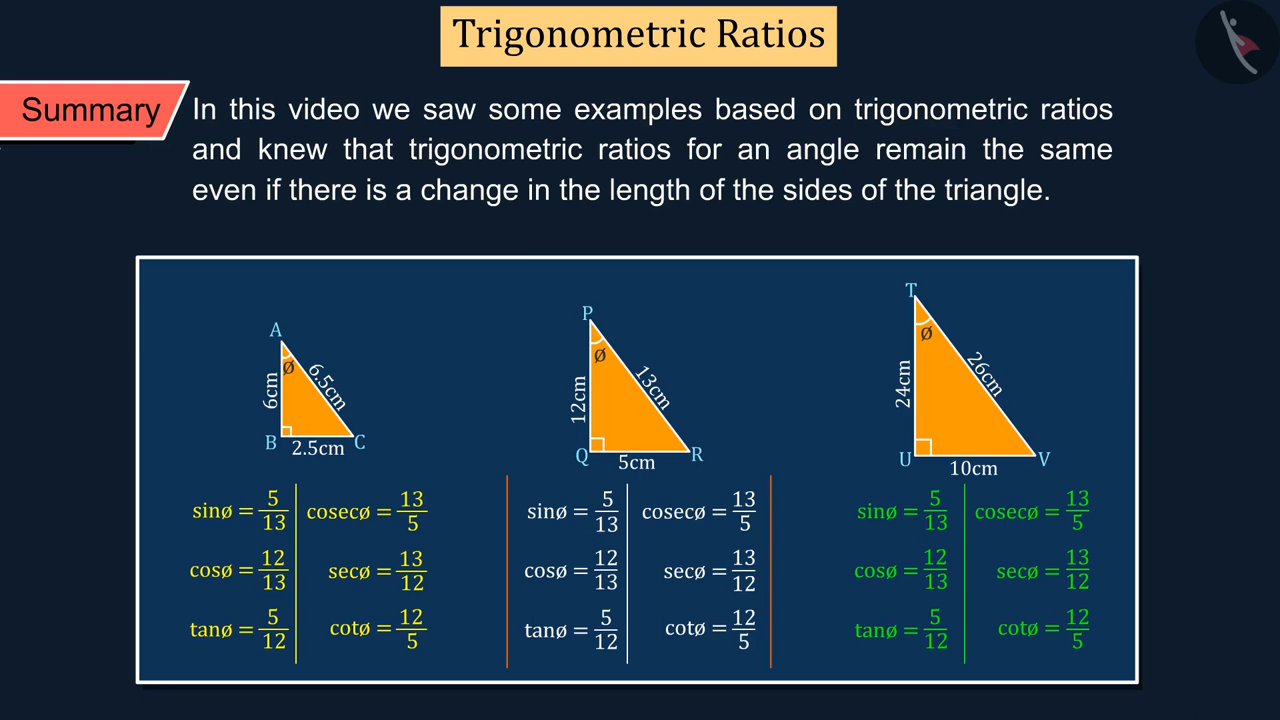 Trigonometric Ratios
Summary
In this video we saw some examples based on trigonometric ratios
and knew that trigonometric ratios for an angle remain the same
even if there is a change in the length of the sides of the triangle.
A
ø
6cm
6.5cm
B
2.5cm
C
P
ø
12cm
13cm
Q
5cm
R
T
ø
24cm
26cm
U
10cm
V
sinø = 5/13
cosecø = 13/5
cosø = 12/13
secø = 13/12
tanø = 5/12
cotø = 12/5
sinø = 5/13
cosecø = 13/5
cosø = 12/13
secø = 13/12
tanø = 5/12
cotø = 12/5
sinø = 5/13
cosecø = 13/5
cosø = 12/13
secø = 13/12
tanø = 5/12
cotø = 12/5